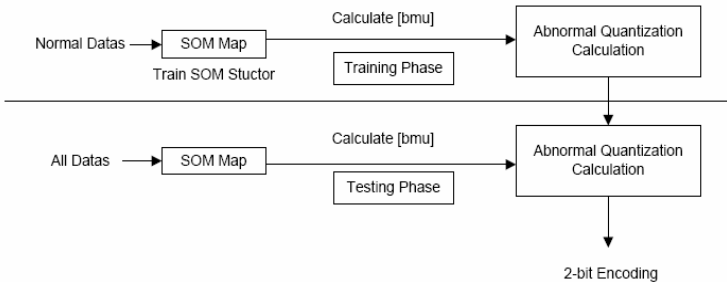 Calculate [bmu]
Normal Datas
SOM Map
Abnormal Quantization
Calculation
Train SOM Stuctor
Training Phase
Calculate [bmu]
All Datas
SOM Map
Abnormal Quantization
Calculation
Testing Phase
2-bit Encoding